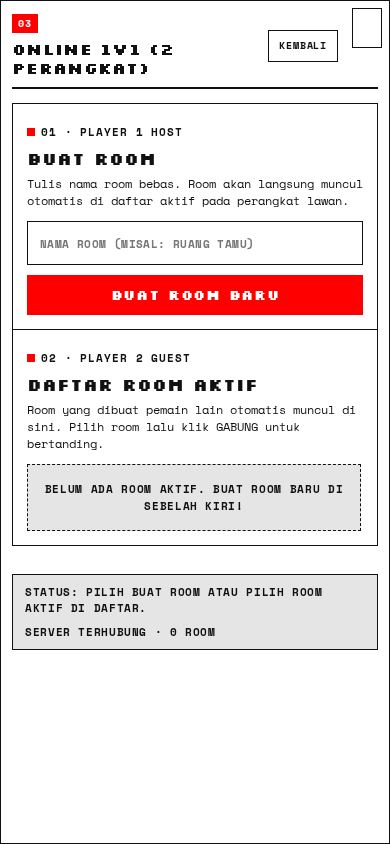 03
ONLINE 1V1 (2
PERANGKAT)
KEMBALI
01 · PLAYER 1 HOST
BUAT ROOM
Tulis nama room bebas. Room akan langsung muncul
otomatis di daftar aktif pada perangkat lawan.
NAMA ROOM (MISAL: RUANG TAMU)
BUAT ROOM BARU
02 · PLAYER 2 GUEST
DAFTAR ROOM AKTIF
Room yang dibuat pemain lain otomatis muncul di
sini. Pilih room lalu klik GABUNG untuk
bertanding.
BELUM ADA ROOM AKTIF. BUAT ROOM BARU DI
SEBELAH KIRI!
STATUS: PILIH BUAT ROOM ATAU PILIH ROOM
AKTIF DI DAFTAR.
SERVER TERHUBUNG · 0 ROOM